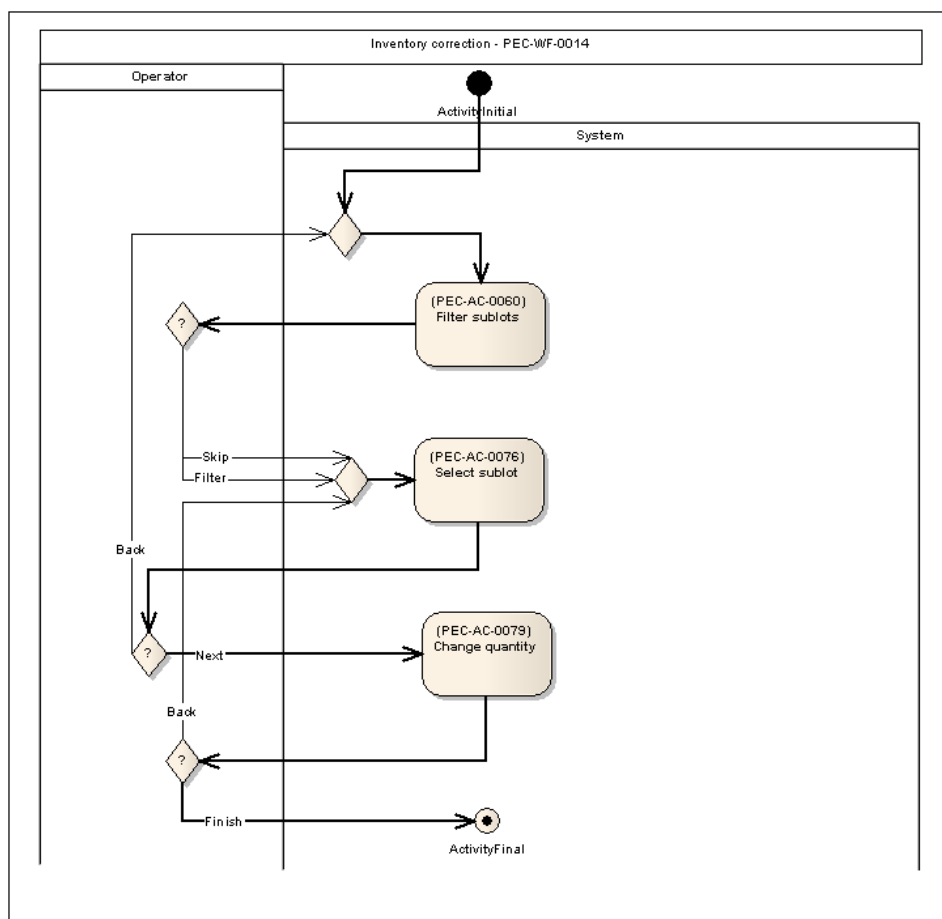 Inventory correction - PEC-WF-0014
Operator
ActivityInitial
System
(PEC-AC-0060)
Filter sublots
?
Skip
Filter
(PEC-AC-0076)
Select sublot
Back
?
Next
(PEC-AC-0079)
Change quantity
Back
?
Finish
ActivityFinal